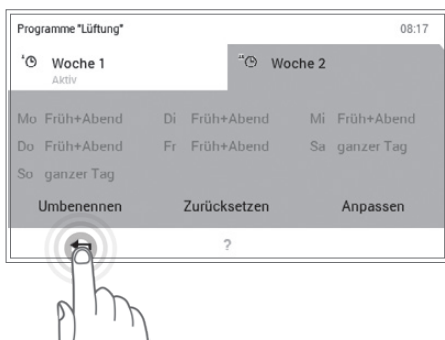 Programme "Lüftung" 08:17
Woche 1 Woche 2
Aktiv
Mo Früh+Abend Di Früh+Abend Mi Früh+Abend
Do Früh+Abend Fr Früh+Abend Sa ganzer Tag
So ganzer Tag
Umbenennen Zurücksetzen Anpassen
?